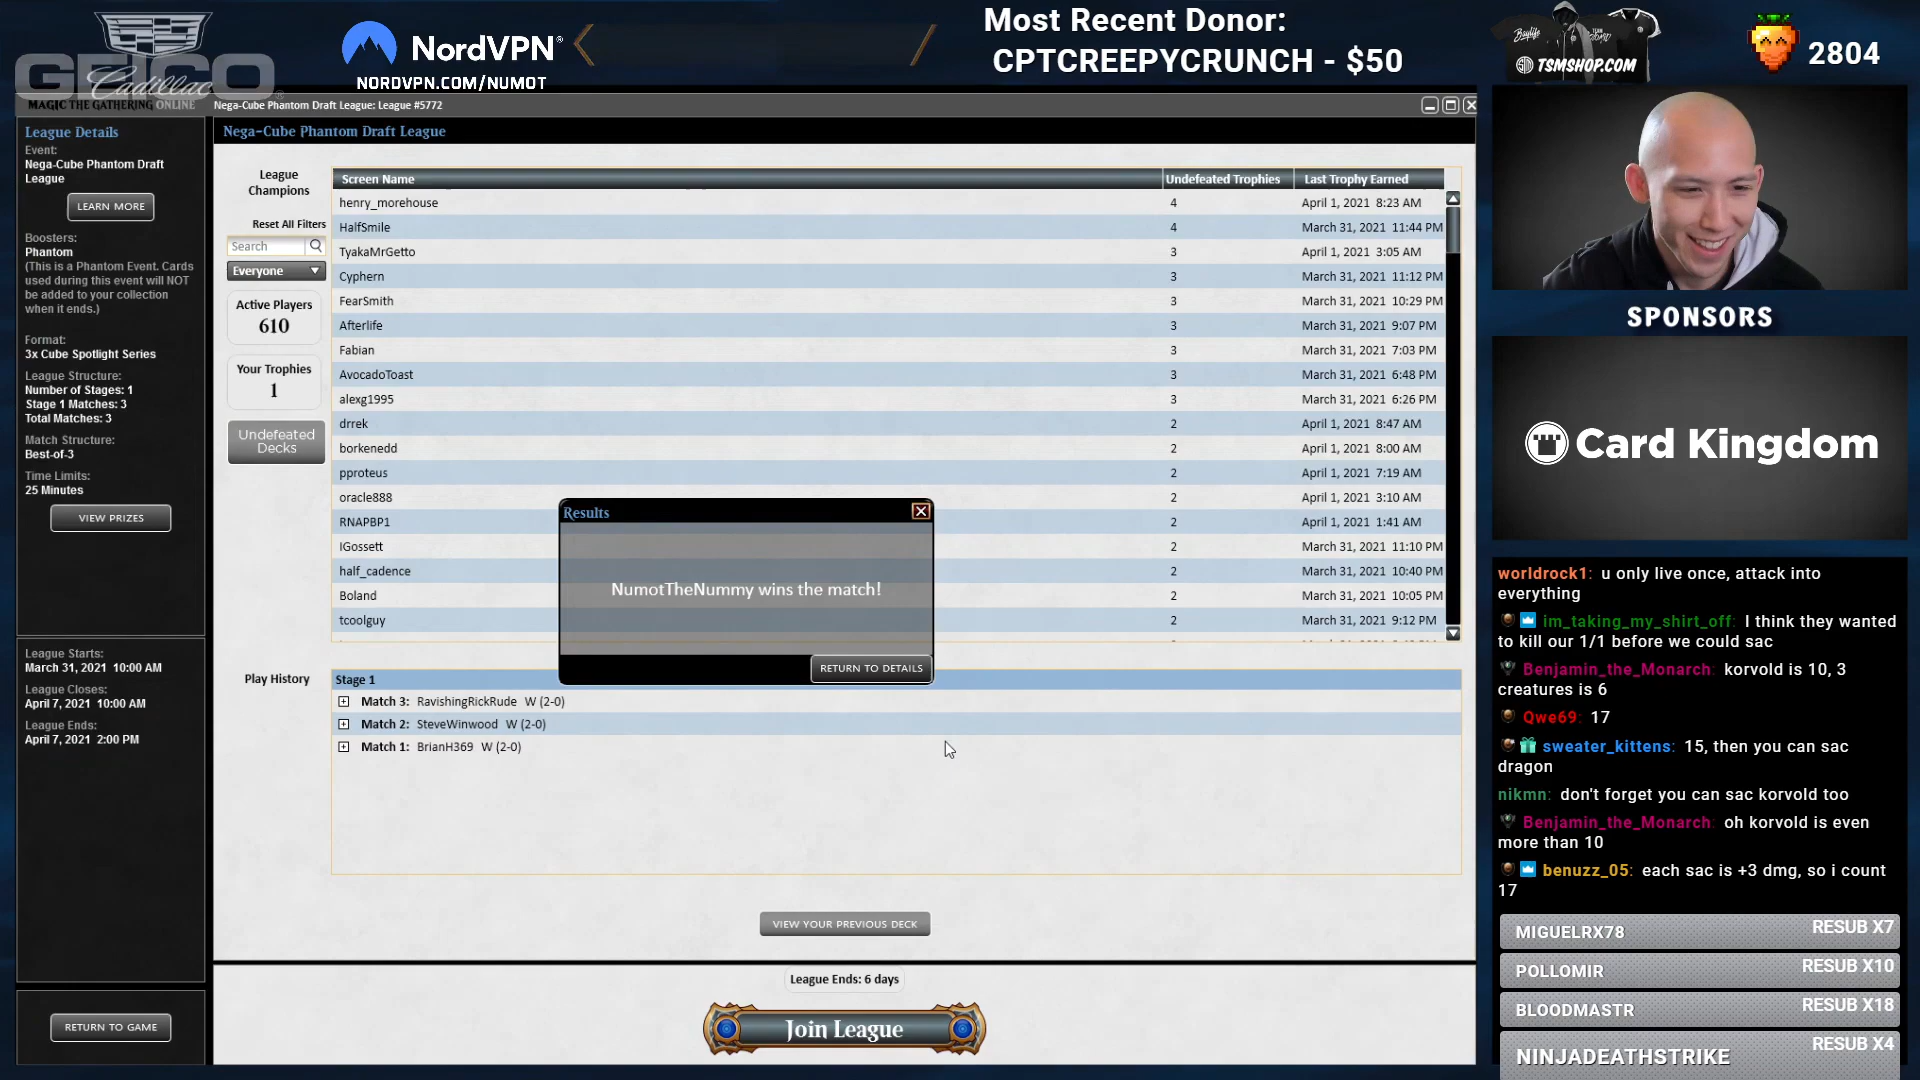 GEICO
Cadillac
MAGIC THE GATHERING ONLINE
NordVPN®
NORDVPN.COM/NUMOT
Most Recent Donor:
CPTCREEPYCRUNCH - $50
TSMSHOP.COM
2804
Nega-Cube Phantom Draft League: League #5772
Nega-Cube Phantom Draft League
League Details
Event:
Nega-Cube Phantom Draft
League
LEARN MORE
Boosters:
Phantom
(This is a Phantom Event. Cards
used during this event will NOT
be added to your collection
when it ends.)
Format:
3x Cube Spotlight Series
League Structure:
Number of Stages: 1
Stage 1 Matches: 3
Total Matches: 3
Match Structure:
Best-of-3
Time Limits:
25 Minutes
VIEW PRIZES
League Starts:
March 31, 2021 10:00 AM
League Closes:
April 7, 2021 10:00 AM
League Ends:
April 7, 2021 2:00 PM
RETURN TO GAME
League
Champions
Reset All Filters
Search
Everyone
Active Players
610
Your Trophies
1
Undefeated
Decks
Screen Name Undefeated Trophies Last Trophy Earned
henry_morehouse 4 April 1, 2021 8:23 AM
HalfSmile 4 March 31, 2021 11:44 PM
TyakaMrGetto 3 April 1, 2021 3:05 AM
Cyphern 3 March 31, 2021 11:12 PM
FearSmith 3 March 31, 2021 10:29 PM
Afterlife 3 March 31, 2021 9:07 PM
Fabian 3 March 31, 2021 7:03 PM
AvocadoToast 3 March 31, 2021 6:48 PM
alexg1995 3 March 31, 2021 6:26 PM
drrek 2 April 1, 2021 8:47 AM
borkenedd 2 April 1, 2021 8:00 AM
pproteus 2 April 1, 2021 7:19 AM
oracle888 2 April 1, 2021 3:10 AM
RNAPBP1 2 April 1, 2021 1:41 AM
IGossett 2 March 31, 2021 11:10 PM
half_cadence 2 March 31, 2021 10:40 PM
Boland 2 March 31, 2021 10:05 PM
tcoolguy 2 March 31, 2021 9:12 PM
Results
NumotTheNummy wins the match!
RETURN TO DETAILS
Play History
Stage 1
Match 3: RavishingRickRude W (2-0)
Match 2: SteveWinwood W (2-0)
Match 1: BrianH369 W (2-0)
VIEW YOUR PREVIOUS DECK
League Ends: 6 days
Join League
SPONSORS
Card Kingdom
worldrock1: u only live once, attack into
everything
im_taking_my_shirt_off: I think they wanted
to kill our 1/1 before we could sac
Benjamin_the_Monarch: korvold is 10, 3
creatures is 6
Qwe69: 17
sweater_kittens: 15, then you can sac
dragon
nikmn: don't forget you can sac korvold too
Benjamin_the_Monarch: oh korvold is even
more than 10
benuzz_05: each sac is +3 dmg, so i count
17
MIGUELRX78 RESUB X7
POLLOMIR RESUB X10
BLOODMASTR RESUB X18
NINJADEATHSTRIKE RESUB X4